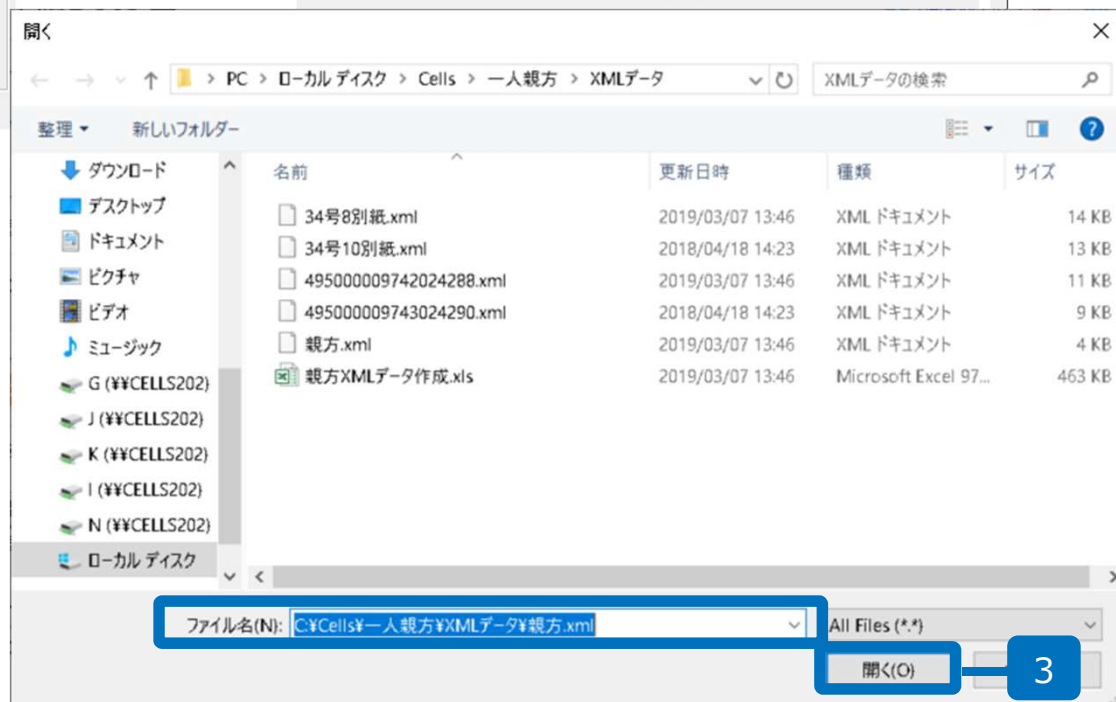 開く
PC > ローカル ディスク > Cells > 一人親方 > XMLデータ
XMLデータの検索
整理
新しいフォルダー
名前 更新日時 種類 サイズ
ダウンロード
デスクトップ
ドキュメント
ピクチャ
ビデオ
ミュージック
G (¥¥CELLS202)
J (¥¥CELLS202)
K (¥¥CELLS202)
I (¥¥CELLS202)
N (¥¥CELLS202)
ローカル ディスク
34号8別紙.xml 2019/03/07 13:46 XML ドキュメント 14 KB
34号10別紙.xml 2018/04/18 14:23 XML ドキュメント 13 KB
495000009742024288.xml 2019/03/07 13:46 XML ドキュメント 11 KB
495000009743024290.xml 2018/04/18 14:23 XML ドキュメント 9 KB
親方.xml 2019/03/07 13:46 XML ドキュメント 4 KB
親方XMLデータ作成.xls 2019/03/07 13:46 Microsoft Excel 97... 463 KB
ファイル名(N): C:¥Cells¥一人親方¥XMLデータ¥親方.xml
All Files (*.*)
開く(O)
3